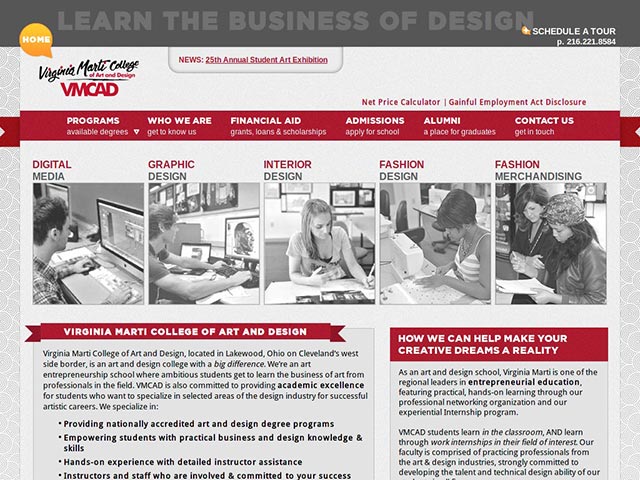 LEARN THE BUSINESS OF DESIGN
HOME
SCHEDULE A TOUR
p. 216.221.8584
NEWS: 25th Annual Student Art Exhibition
Virginia Marti College
of Art and Design
VMCAD
Net Price Calculator | Gainful Employment Act Disclosure
PROGRAMS WHO WE ARE FINANCIAL AID ADMISSIONS ALUMNI CONTACT US
available degrees get to know us grants, loans & scholarships apply for school a place for graduates get in touch
DIGITAL GRAPHIC INTERIOR FASHION FASHION
MEDIA DESIGN DESIGN DESIGN MERCHANDISING
VIRGINIA MARTI COLLEGE OF ART AND DESIGN
Virginia Marti College of Art and Design, located in Lakewood, Ohio on Cleveland's west
side border, is an art and design college with a big difference. We're an art
entrepreneurship school where ambitious students get to learn the business of art from
professionals in the field. VMCAD is also committed to providing academic excellence
for students who want to specialize in selected areas of the design industry for successful
artistic careers. We specialize in:
• Providing nationally accredited art and design degree programs
• Empowering students with practical business and design knowledge &
skills
• Hands-on experience with detailed instructor assistance
• Instructors and staff who are involved & committed to your success
HOW WE CAN HELP MAKE YOUR
CREATIVE DREAMS A REALITY
As an art and design school, Virginia Marti is one of the
regional leaders in entrepreneurial education,
featuring practical, hands-on learning through our
professional networking organization and our
experiential Internship program.
VMCAD students learn in the classroom, AND learn
through work internships in their field of interest. Our
faculty is comprised of practicing professionals from
the art & design industries, strongly committed to
developing the talent and technical design ability of our